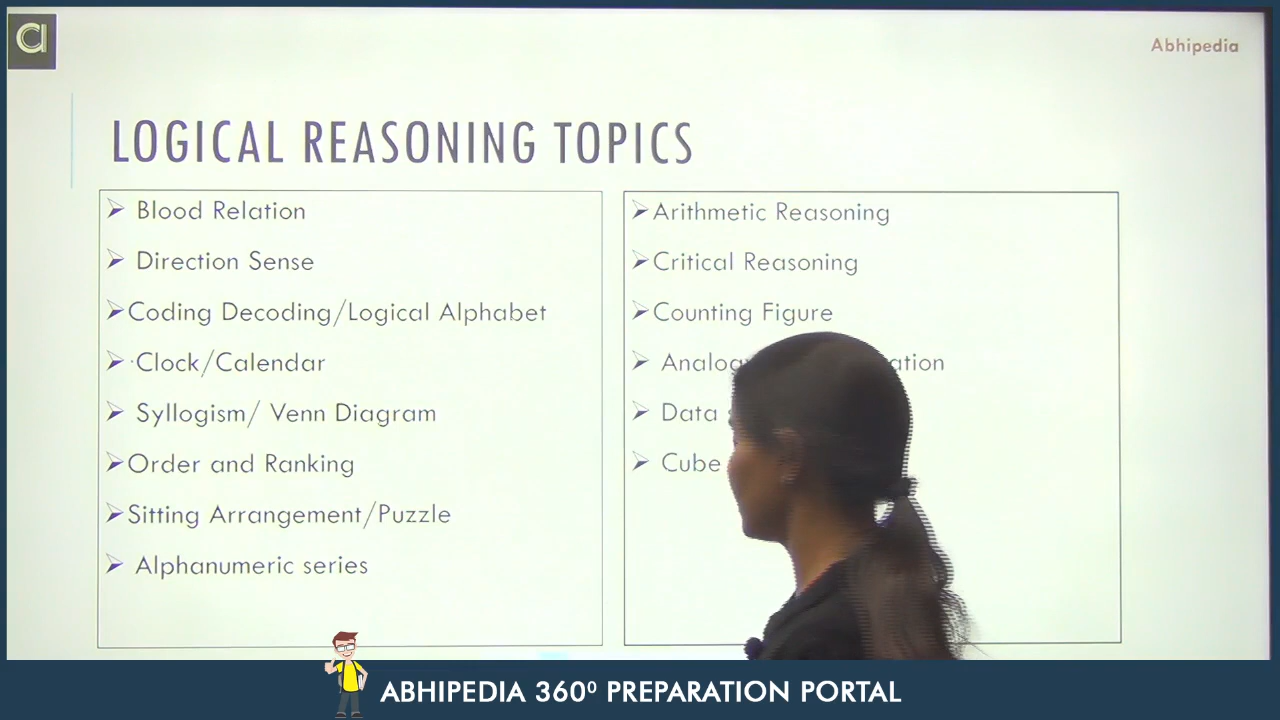 Abhipedia
LOGICAL REASONING TOPICS
Blood Relation
Direction Sense
Coding Decoding/Logical Alphabet
Clock/Calendar
Syllogism/ Venn Diagram
Order and Ranking
Sitting Arrangement/Puzzle
Alphanumeric series
Arithmetic Reasoning
Critical Reasoning
Counting Figure
Data
Cube
ABHIPEDIA 360⁰ PREPARATION PORTAL